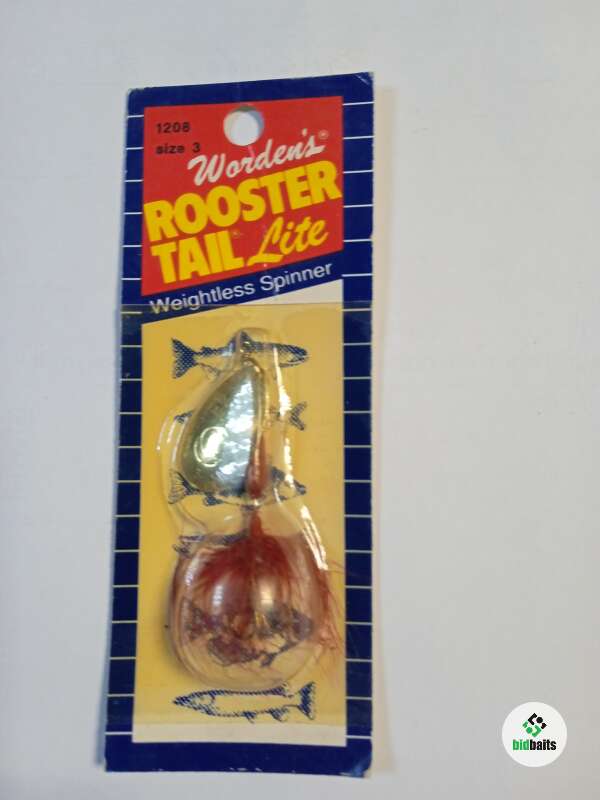 1208
size 3
Worden's®
ROOSTER
TAIL® Lite
Weightless Spinner
bidbaits